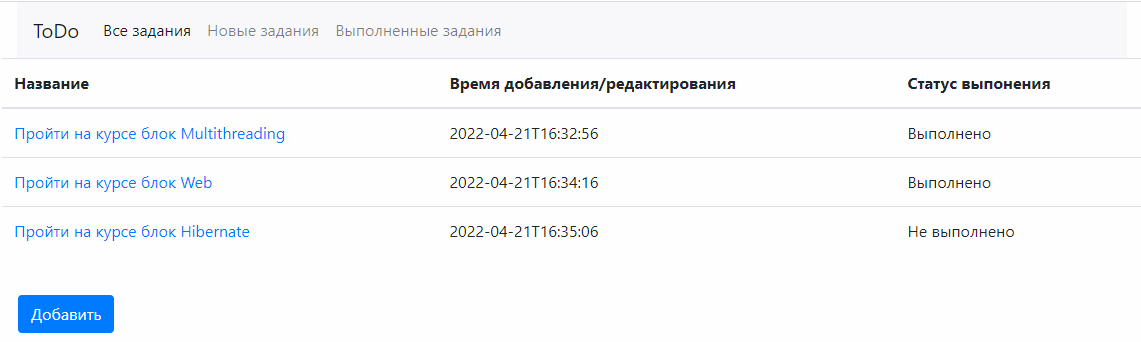 ToDo Все задания Новые задания Выполненные задания
Название Время добавления/редактирования Статус выпонения
Пройти на курсе блок Multithreading 2022-04-21T16:32:56 Выполнено
Пройти на курсе блок Web 2022-04-21T16:34:16 Выполнено
Пройти на курсе блок Hibernate 2022-04-21T16:35:06 Не выполнено
Добавить